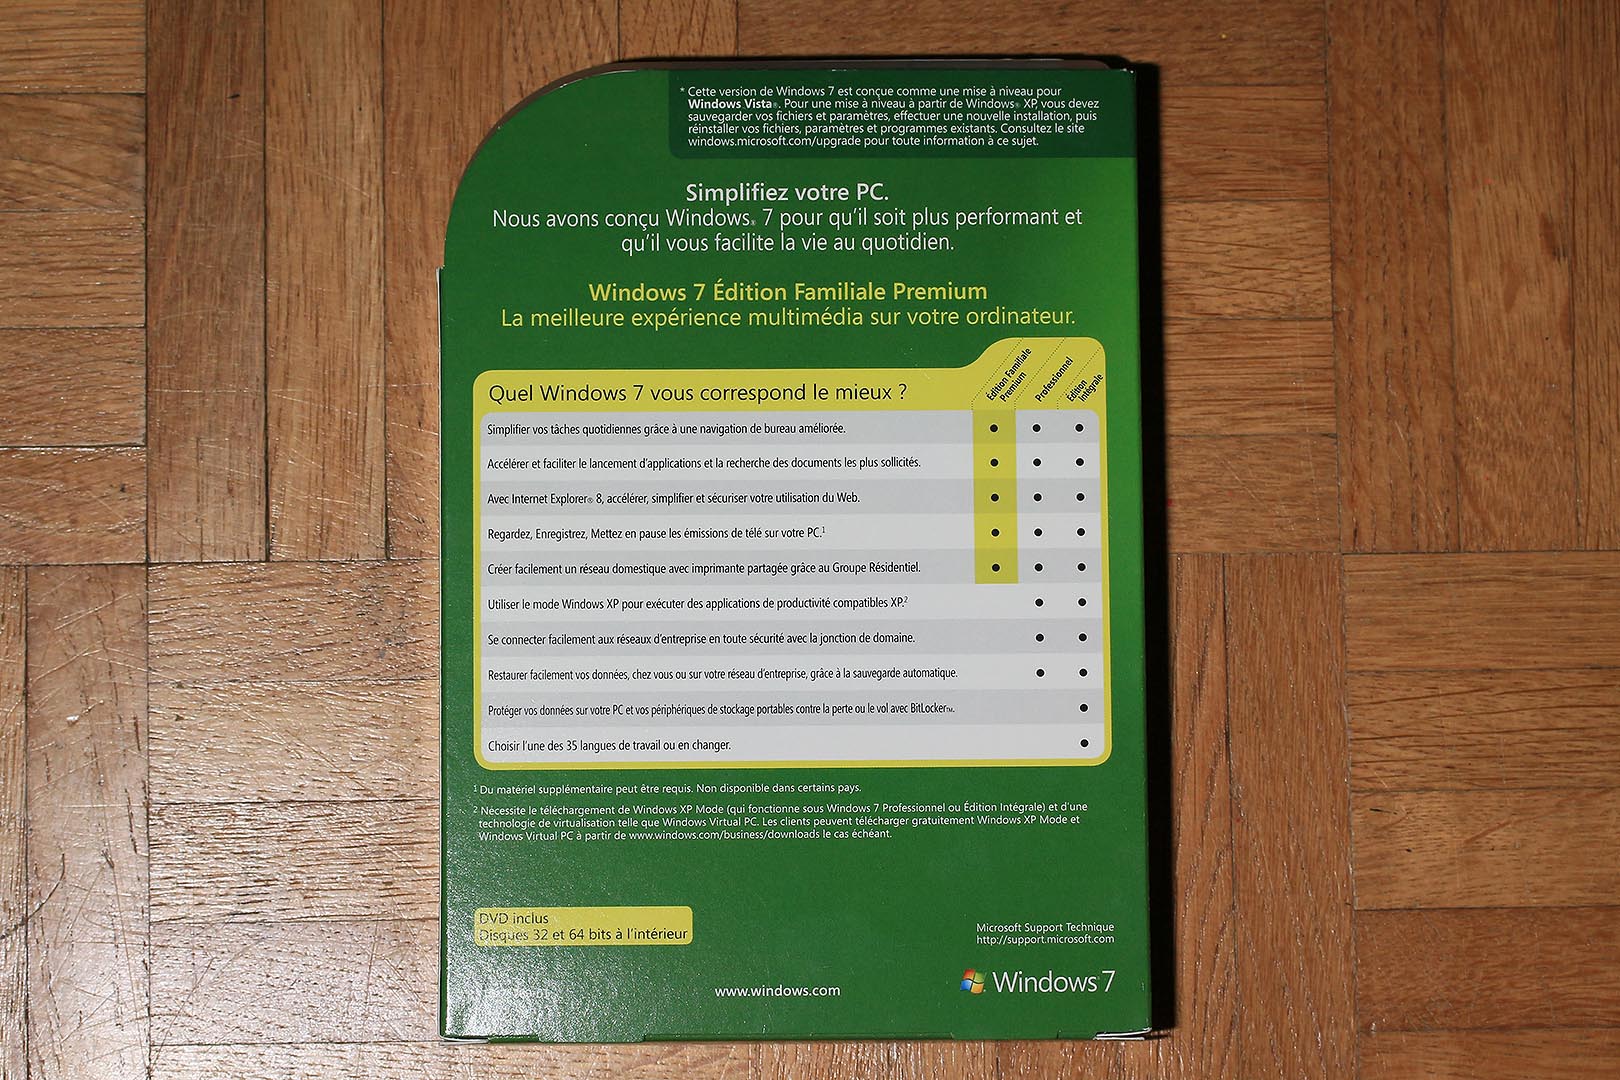 * Cette version de Windows 7 est conçue comme une mise à niveau pour
Windows Vista®. Pour une mise à niveau à partir de Windows® XP, vous devez
sauvegarder vos fichiers et paramètres, effectuer une nouvelle installation, puis
réinstaller vos fichiers, paramètres et programmes existants. Consultez le site
windows.microsoft.com/upgrade pour toute information à ce sujet.
Simplifiez votre PC.
Nous avons conçu Windows® 7 pour qu'il soit plus performant et
qu'il vous facilite la vie au quotidien.
Windows 7 Édition Familiale Premium
La meilleure expérience multimédia sur votre ordinateur.
Quel Windows 7 vous correspond le mieux ?
Édition Familiale
Premium
Professionnel
Édition
Intégrale
Simplifier vos tâches quotidiennes grâce à une navigation de bureau améliorée.
Accélérer et faciliter le lancement d'applications et la recherche des documents les plus sollicités.
Avec Internet Explorer® 8, accélérer, simplifier et sécuriser votre utilisation du Web.
Regardez, Enregistrez, Mettez en pause les émissions de télé sur votre PC.¹
Créer facilement un réseau domestique avec imprimante partagée grâce au Groupe Résidentiel.
Utiliser le mode Windows XP pour exécuter des applications de productivité compatibles XP.²
Se connecter facilement aux réseaux d'entreprise en toute sécurité avec la jonction de domaine.
Restaurer facilement vos données, chez vous ou sur votre réseau d'entreprise, grâce à la sauvegarde automatique.
Protéger vos données sur votre PC et vos périphériques de stockage portables contre la perte ou le vol avec BitLocker™.
Choisir l'une des 35 langues de travail ou en changer.
¹ Du matériel supplémentaire peut être requis. Non disponible dans certains pays.
² Nécessite le téléchargement de Windows XP Mode (qui fonctionne sous Windows 7 Professionnel ou Édition Intégrale) et d'une
technologie de virtualisation telle que Windows Virtual PC. Les clients peuvent télécharger gratuitement Windows XP Mode et
Windows Virtual PC à partir de www.windows.com/business/downloads le cas échéant.
DVD inclus
Disques 32 et 64 bits à l'intérieur
Microsoft Support Technique
http://support.microsoft.com
www.windows.com
Windows 7